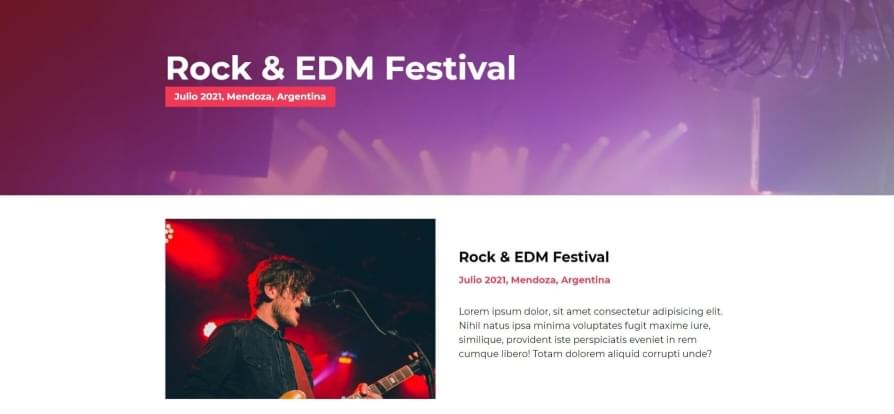 Rock & EDM Festival
Julio 2021, Mendoza, Argentina
Rock & EDM Festival
Julio 2021, Mendoza, Argentina
Lorem ipsum dolor, sit amet consectetur adipisicing elit.
Nihil natus ipsa minima voluptates fugit maxime iure,
similique, provident iste perspiciatis eveniet in rem
cumque libero! Totam dolorem aliquid corrupti unde?